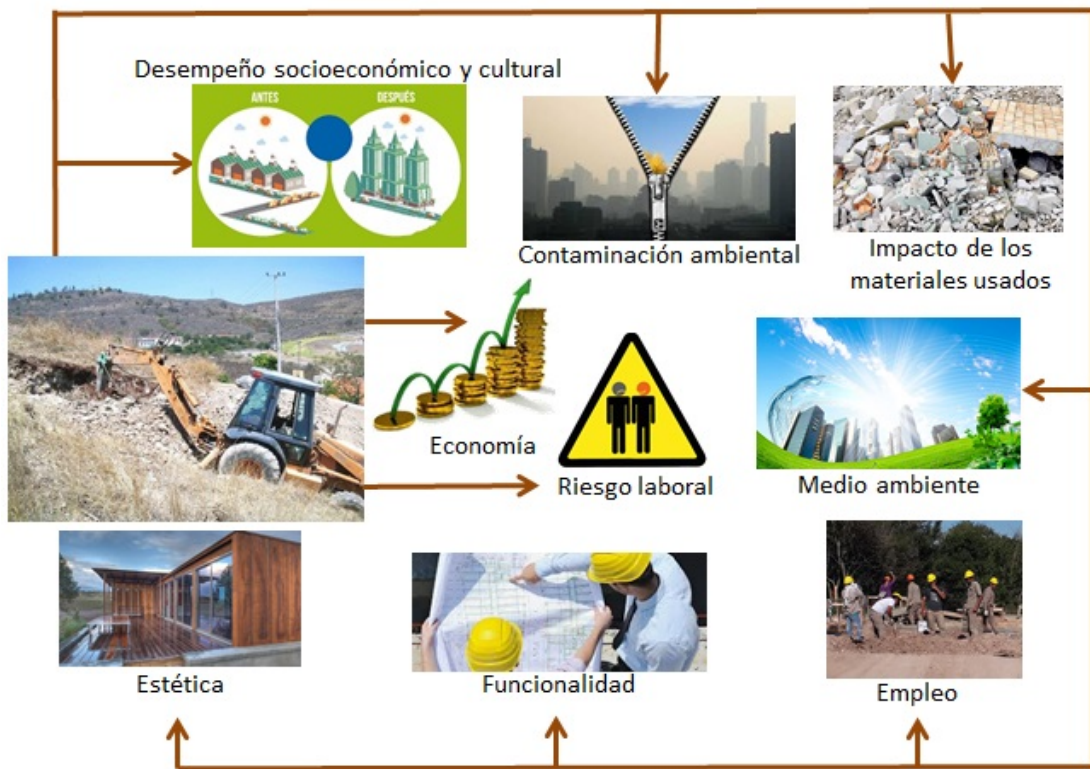 Desempeño socioeconómico y cultural
ANTES
DESPUÉS
Contaminación ambiental
Impacto de los
materiales usados
Economía
Riesgo laboral
Medio ambiente
Estética
Funcionalidad
Empleo